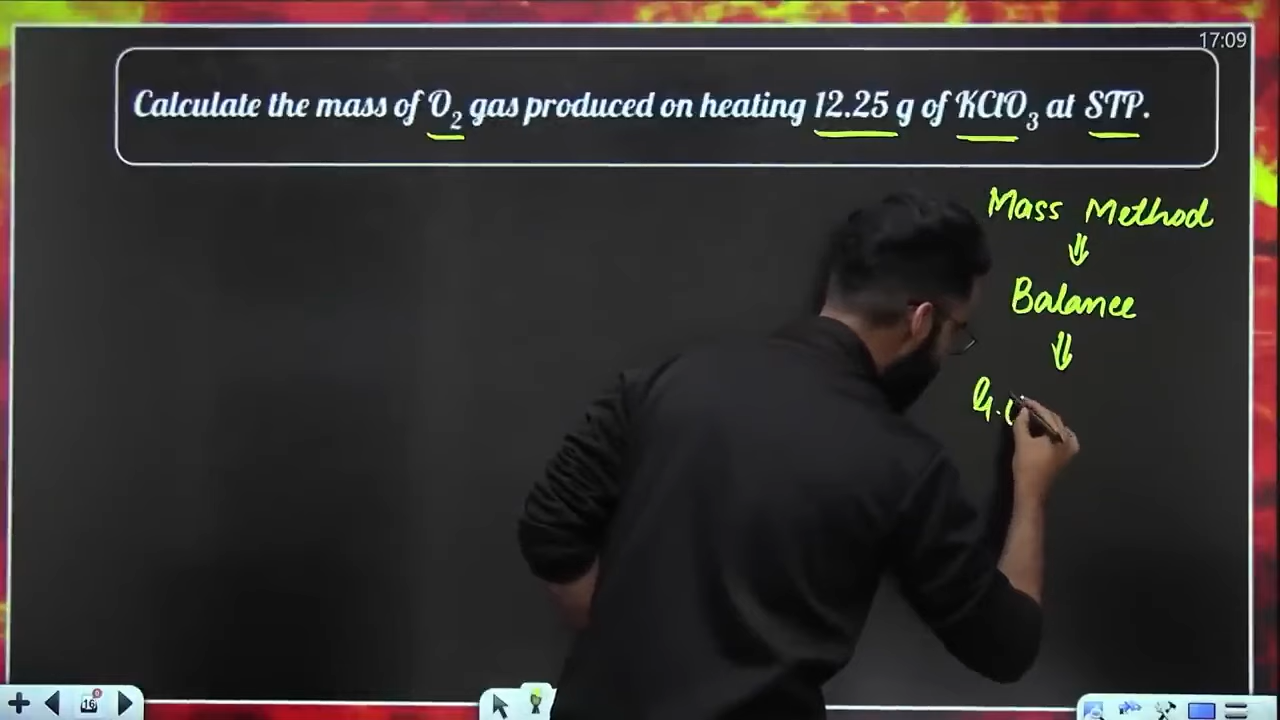 17:09
Calculate the mass of O₂ gas produced on heating 12.25 g of KClO₃ at STP.
Mass Method
⇓
Balance
⇓
G.
16